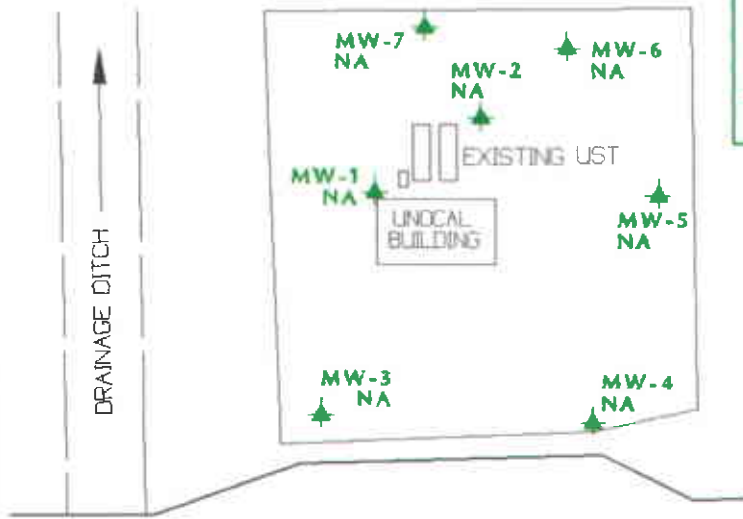 MW-7
NA
MW-6
NA
MW-2
NA
EXISTING UST
MW-1
NA
UNOCAL
BUILDING
MW-5
NA
DRAINAGE DITCH
MW-3
NA
MW-4
NA